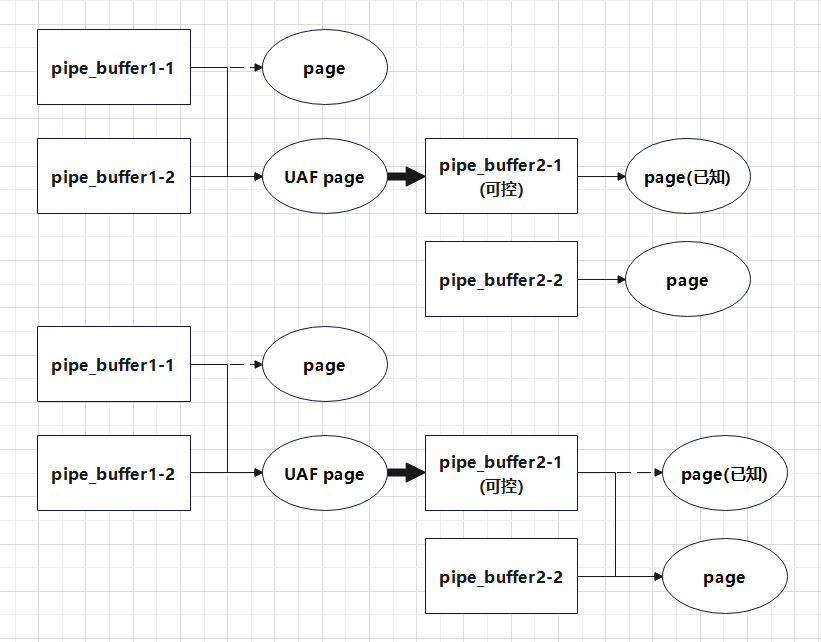 pipe_buffer1-1
page
pipe_buffer1-2
UAF page
pipe_buffer2-1
(可控)
page(已知)
pipe_buffer2-2
page
pipe_buffer1-1
page
pipe_buffer1-2
UAF page
pipe_buffer2-1
(可控)
page(已知)
pipe_buffer2-2
page